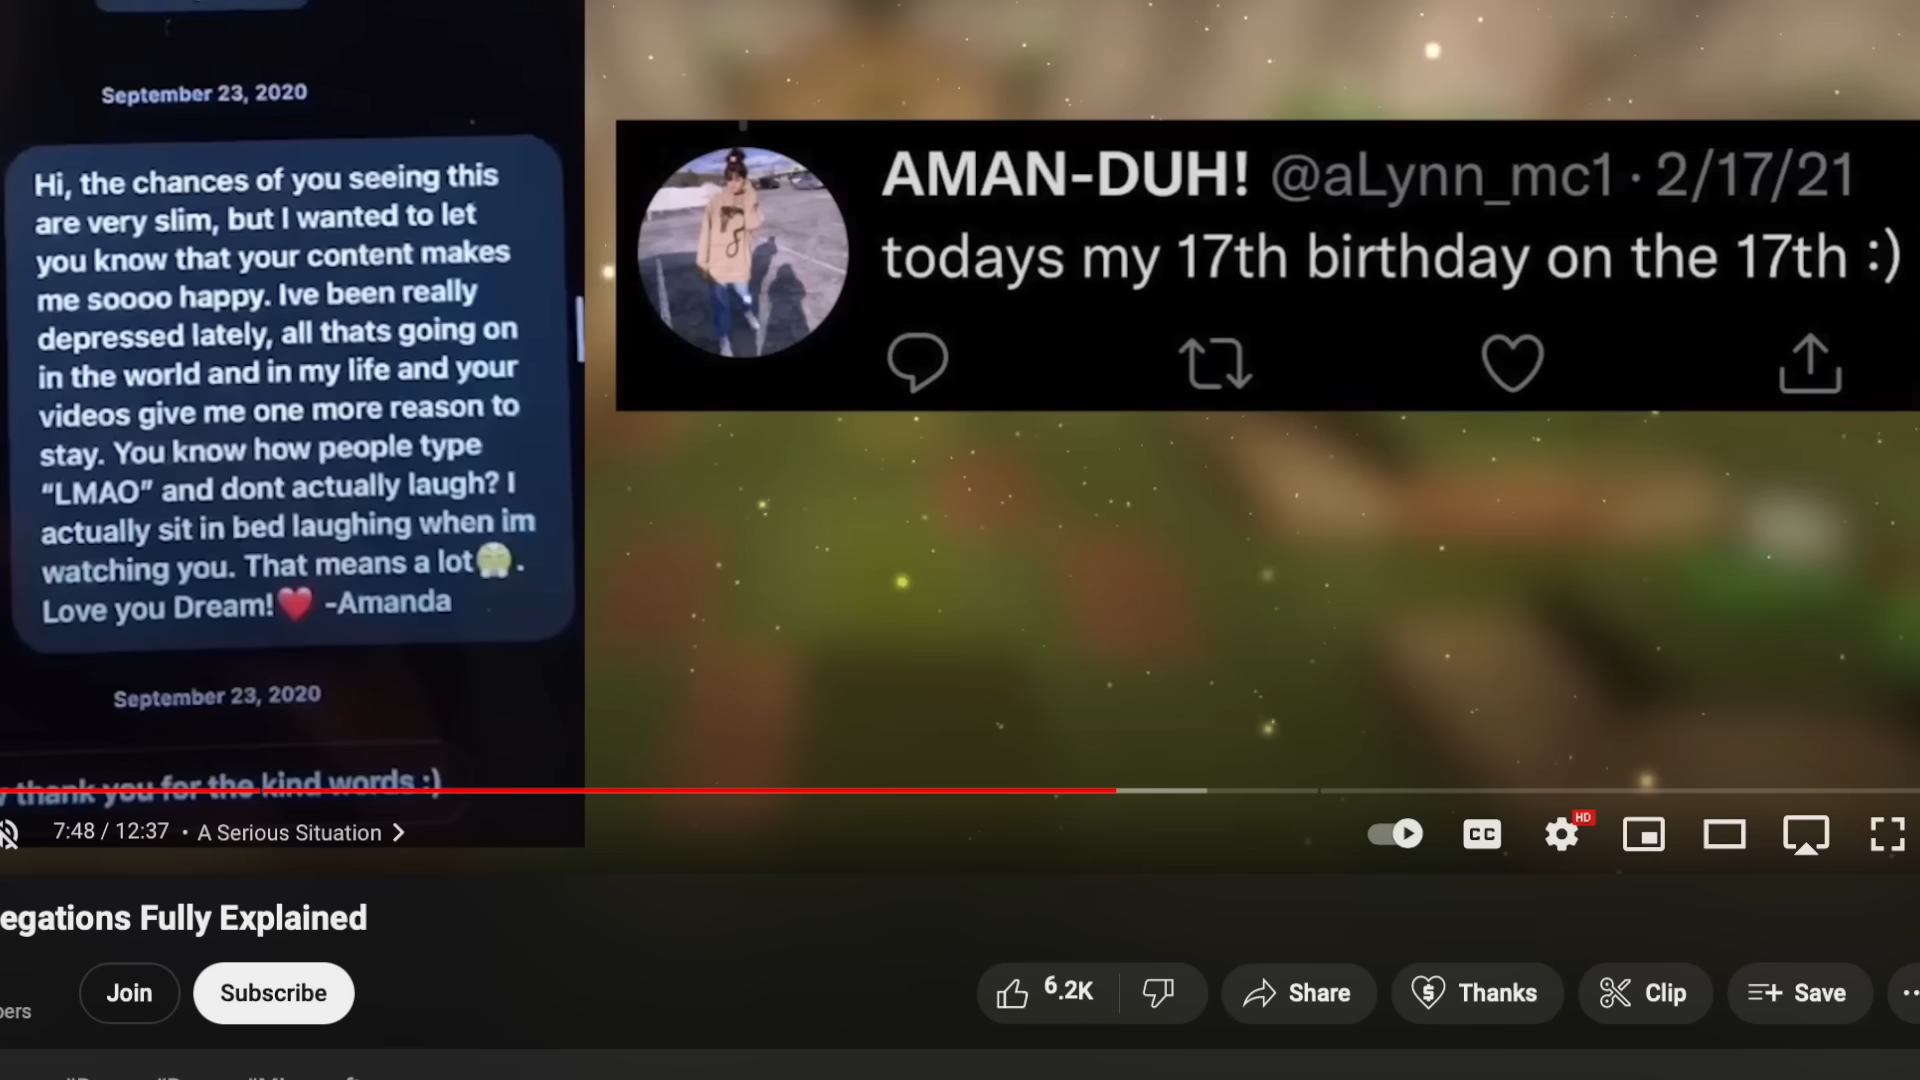 September 23, 2020
Hi, the chances of you seeing this
are very slim, but I wanted to let
you know that your content makes
me soooo happy. Ive been really
depressed lately, all thats going on
in the world and in my life and your
videos give me one more reason to
stay. You know how people type
“LMAO” and dont actually laugh? I
actually sit in bed laughing when im
watching you. That means a lot😤.
Love you Dream!❤️ -Amanda
September 23, 2020
thank you for the kind words :)
AMAN-DUH! @aLynn_mc1 · 2/17/21
todays my 17th birthday on the 17th :)
7:48 / 12:37 • A Serious Situation
CC
HD
egations Fully Explained
bers
Join
Subscribe
6.2K
Share
Thanks
Clip
Save